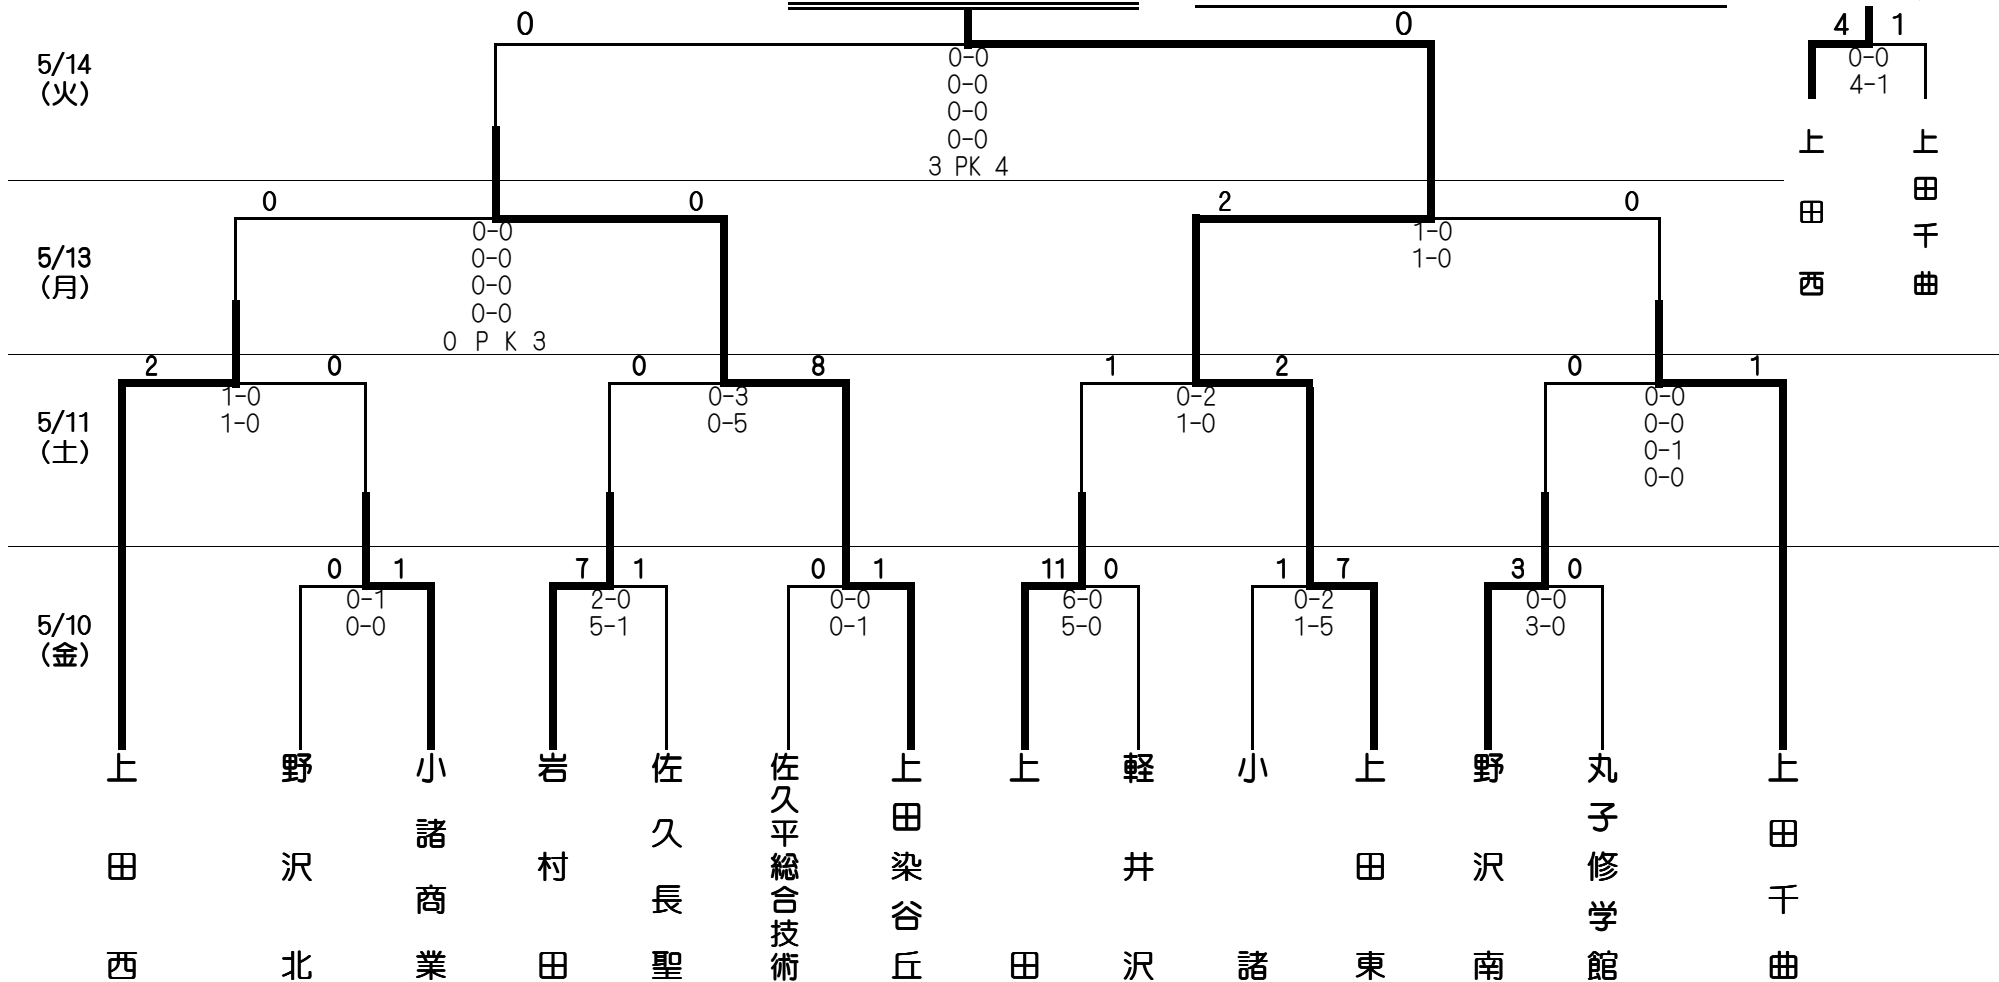 0 0 4 1
5/14
(火)
0-0
0-0
0-0
0-0
3 PK 4
0-0
4-1
上田西
上田千曲
0 0 2 0
5/13
(月)
0-0
0-0
0-0
0-0
0 P K 3
1-0
1-0
2 0 0 8 1 2 0 1
5/11
(土)
1-0
1-0
0-3
0-5
0-2
1-0
0-0
0-0
0-1
0-0
0 1 7 1 0 1 11 0 1 7 3 0
5/10
(金)
0-1
0-0
2-0
5-1
0-0
0-1
6-0
5-0
0-2
1-5
0-0
3-0
上田西
野沢北
小諸商業
岩村田
佐久長聖
佐久平総合技術
上田染谷丘
上田
軽井沢
小諸
上田東
野沢南
丸子修学館
上田千曲